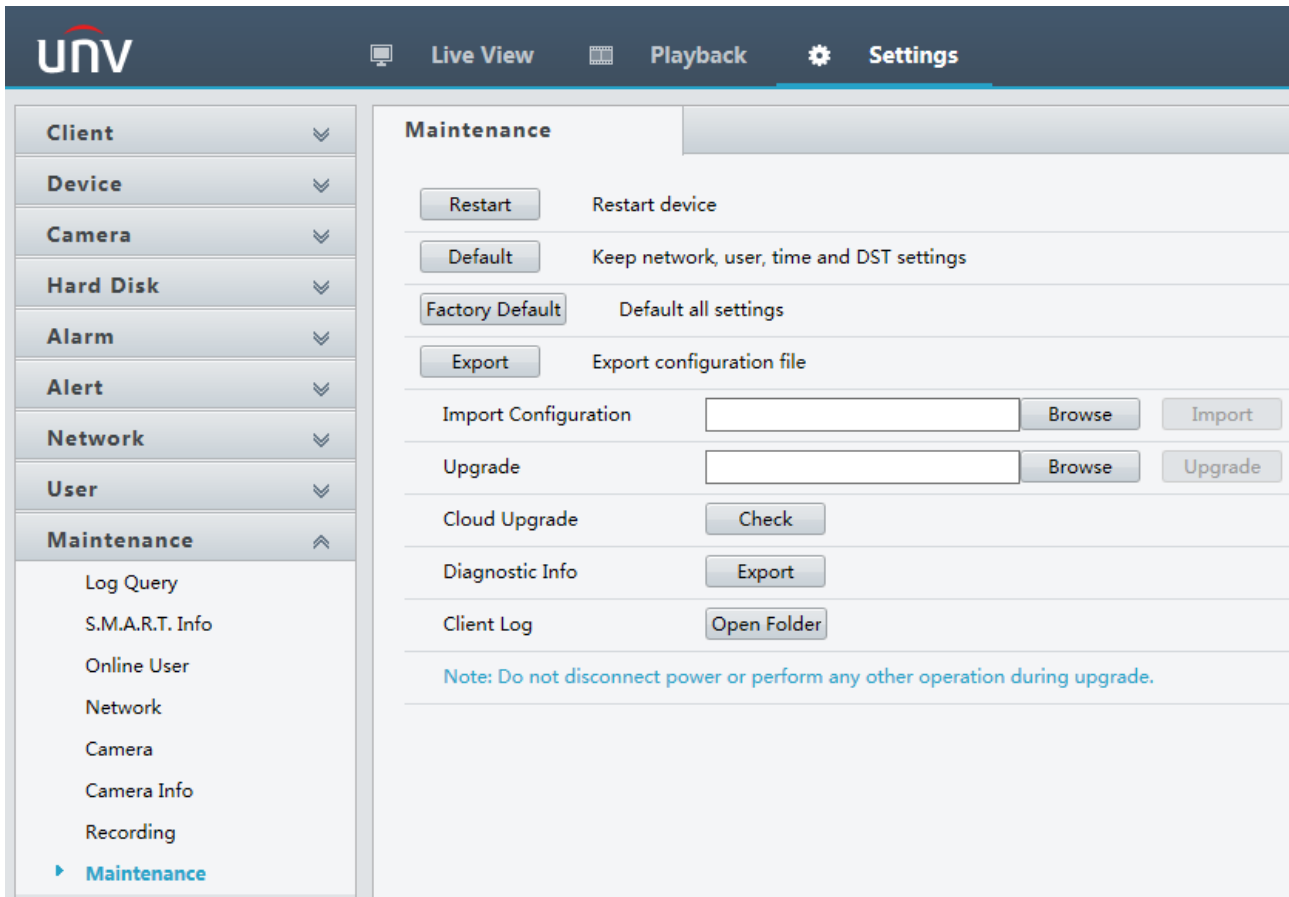 unv
Live View
Playback
Settings
Client
Device
Camera
Hard Disk
Alarm
Alert
Network
User
Maintenance
Log Query
S.M.A.R.T. Info
Online User
Network
Camera
Camera Info
Recording
Maintenance
Maintenance
Restart Restart device
Default Keep network, user, time and DST settings
Factory Default Default all settings
Export Export configuration file
Import Configuration Browse Import
Upgrade Browse Upgrade
Cloud Upgrade Check
Diagnostic Info Export
Client Log Open Folder
Note: Do not disconnect power or perform any other operation during upgrade.